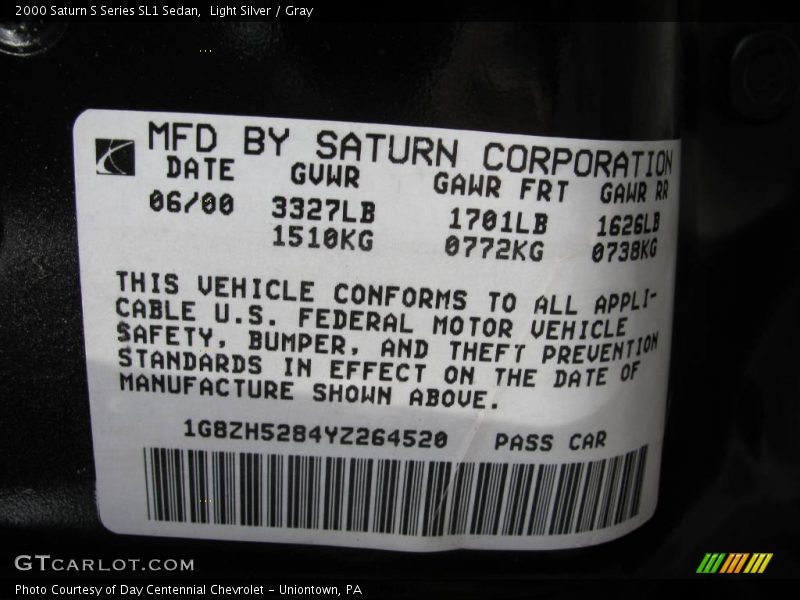 2000 Saturn S Series SL1 Sedan,  Light Silver / Gray
MFD BY SATURN CORPORATION
DATE GVWR GAWR FRT GAWR RR
06/00 3327LB 1701LB 1626LB
1510KG 0772KG 0738KG
THIS VEHICLE CONFORMS TO ALL APPLI-
CABLE U.S. FEDERAL MOTOR VEHICLE
SAFETY, BUMPER, AND THEFT PREVENTION
STANDARDS IN EFFECT ON THE DATE OF
MANUFACTURE SHOWN ABOVE.
1G8ZH5284YZ264520 PASS CAR
GTCARLOT.COM
Photo Courtesy of Day Centennial Chevrolet - Uniontown, PA